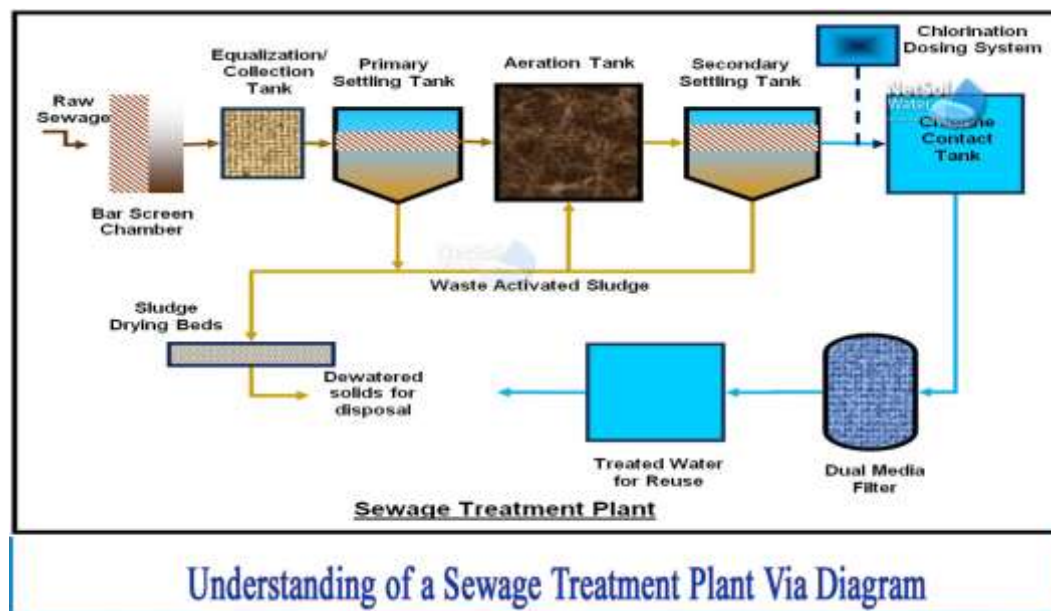 Chlorination
Dosing System
Equalization/
Collection
Tank
Primary
Settling Tank
Aeration Tank
Secondary
Settling Tank
Raw
Sewage
NetSoil
Water
Chlorine
Contact
Tank
Bar Screen
Chamber
Waste Activated Sludge
Sludge
Drying Beds
Dewatered
solids for
disposal
Treated Water
for Reuse
Dual Media
Filter
Sewage Treatment Plant
Understanding of a Sewage Treatment Plant Via Diagram